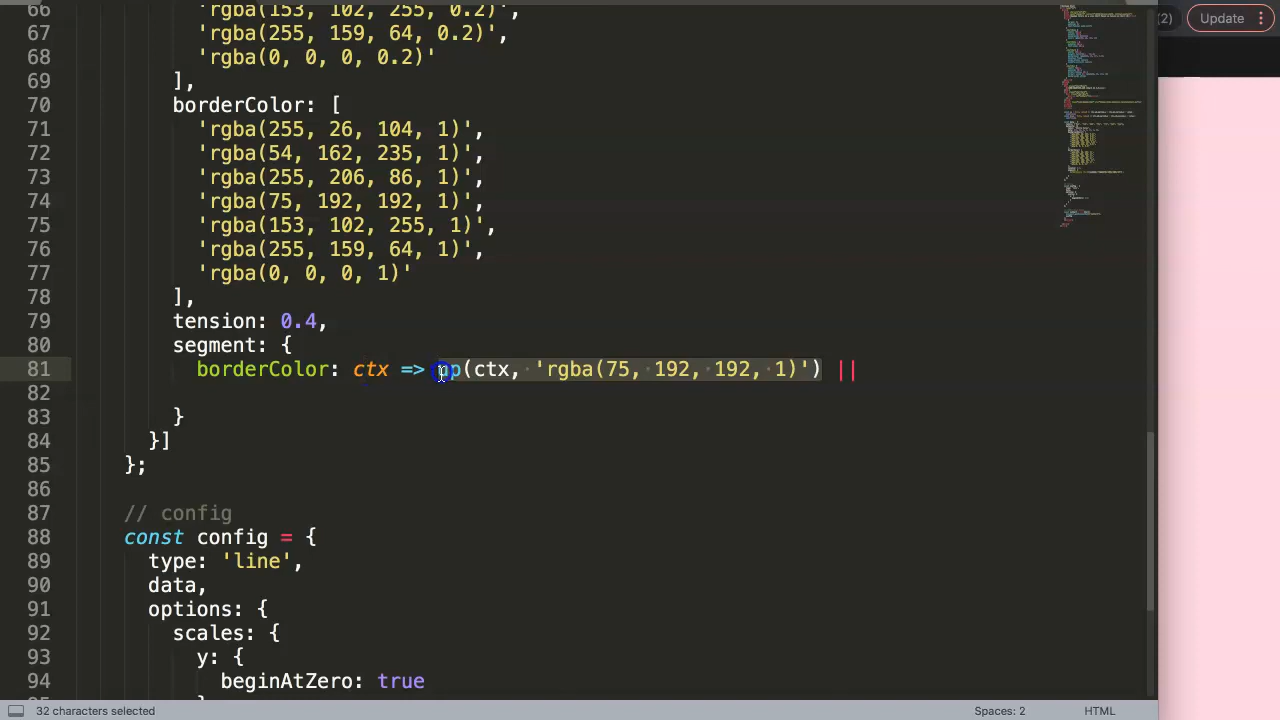 66 'rgba(153, 102, 255, 0.2)',
(2) Update
67 'rgba(255, 159, 64, 0.2)',
68 'rgba(0, 0, 0, 0.2)'
69 ],
70 borderColor: [
71 'rgba(255, 26, 104, 1)',
72 'rgba(54, 162, 235, 1)',
73 'rgba(255, 206, 86, 1)',
74 'rgba(75, 192, 192, 1)',
75 'rgba(153, 102, 255, 1)',
76 'rgba(255, 159, 64, 1)',
77 'rgba(0, 0, 0, 1)'
78 ],
79 tension: 0.4,
80 segment: {
81 borderColor: ctx => up(ctx, 'rgba(75, 192, 192, 1)') ||
82
83 }
84 }]
85 };
86
87 // config
88 const config = {
89 type: 'line',
90 data,
91 options: {
92 scales: {
93 y: {
94 beginAtZero: true
32 characters selected
Spaces: 2
HTML